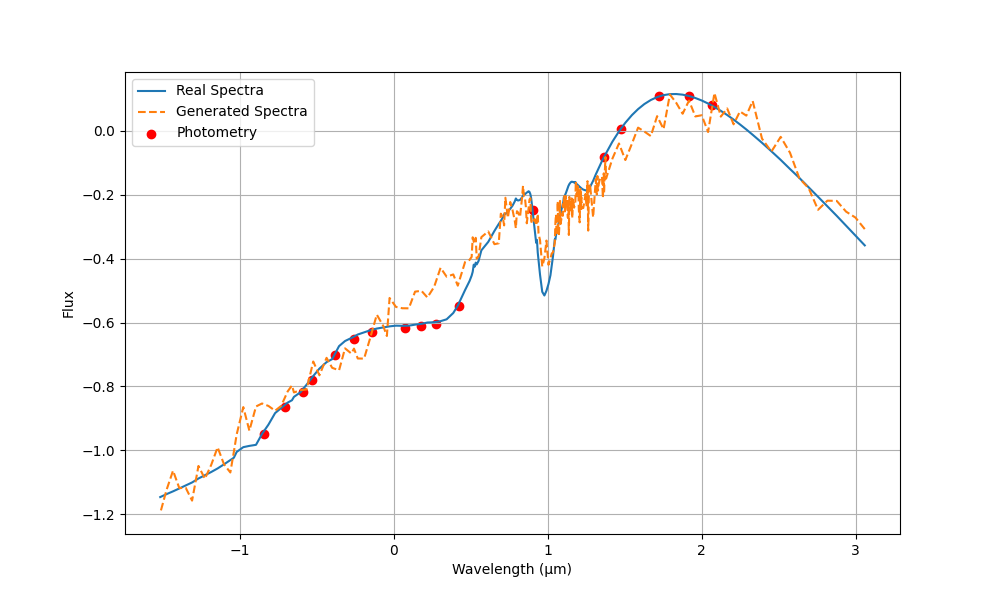 Real Spectra
Generated Spectra
Photometry
0.0
−0.2
−0.4
−0.6
−0.8
−1.0
−1.2
Flux
−1
0
1
2
3
Wavelength (μm)